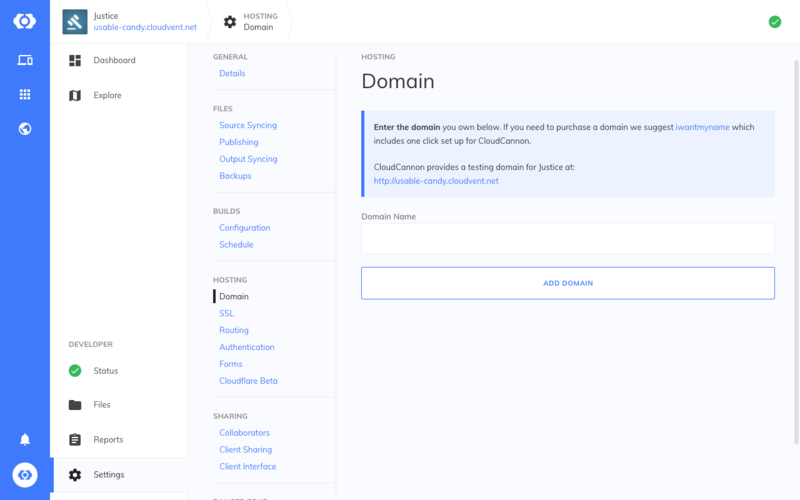 Justice
usable-candy.cloudvent.net
HOSTING
Domain
Dashboard
Explore
DEVELOPER
Status
Files
Reports
Settings
GENERAL
Details
FILES
Source Syncing
Publishing
Output Syncing
Backups
BUILDS
Configuration
Schedule
HOSTING
Domain
SSL
Routing
Authentication
Forms
Cloudflare Beta
SHARING
Collaborators
Client Sharing
Client Interface
DANGER ZONE
HOSTING
Domain
Enter the domain you own below. If you need to purchase a domain we suggest iwantmyname which
includes one click set up for CloudCannon.
CloudCannon provides a testing domain for Justice at:
http://usable-candy.cloudvent.net
Domain Name
ADD DOMAIN